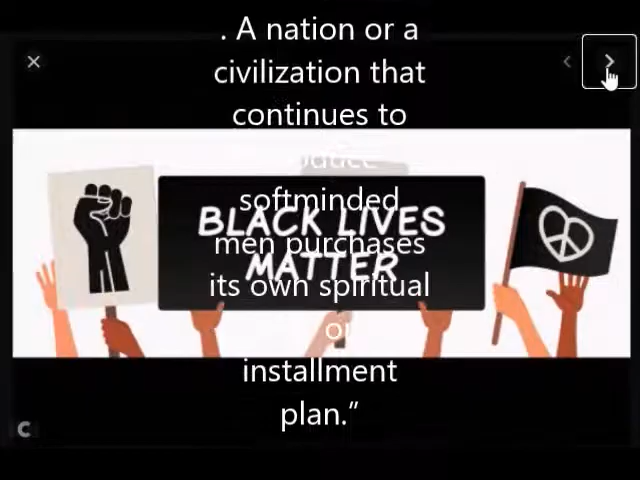 . A nation or a
civilization that
continues to
softminded
BLACK LIVES
men purchases
MATTER
its own spiritual
installment
plan.”
C